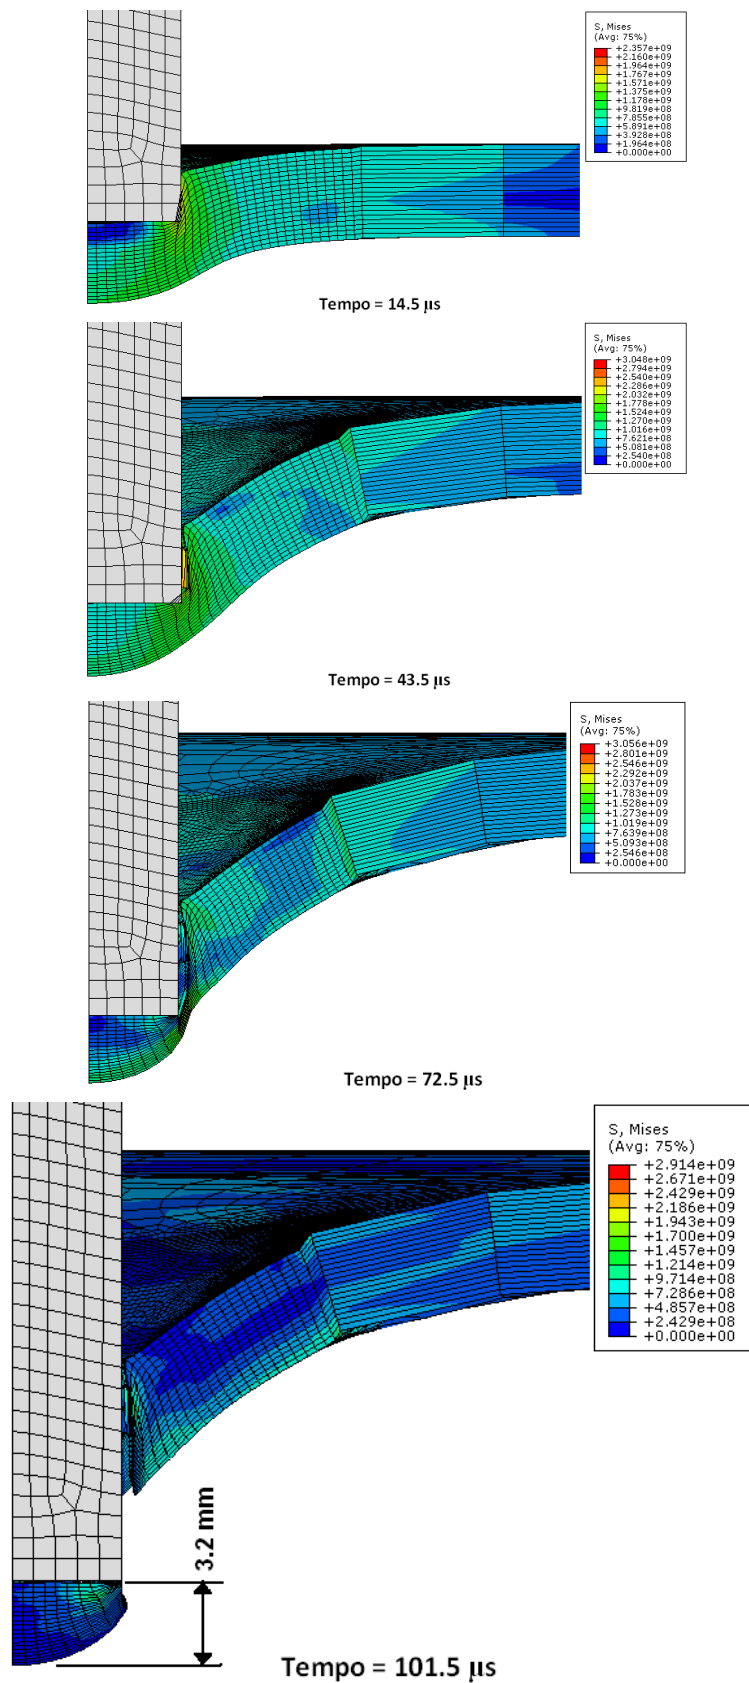 S, Mises
(Avg: 75%)
+2.357e+09
+2.160e+09
+1.964e+09
+1.767e+09
+1.571e+09
+1.375e+09
+1.178e+09
+9.819e+08
+7.855e+08
+5.891e+08
+3.928e+08
+1.964e+08
+0.000e+00
Tempo = 14.5 µs
S, Mises
(Avg: 75%)
+3.048e+09
+2.794e+09
+2.540e+09
+2.286e+09
+2.032e+09
+1.778e+09
+1.524e+09
+1.270e+09
+1.016e+09
+7.621e+08
+5.081e+08
+2.540e+08
+0.000e+00
Tempo = 43.5 µs
S, Mises
(Avg: 75%)
+3.056e+09
+2.801e+09
+2.546e+09
+2.292e+09
+2.037e+09
+1.783e+09
+1.528e+09
+1.273e+09
+1.019e+09
+7.639e+08
+5.093e+08
+2.546e+08
+0.000e+00
Tempo = 72.5 µs
S, Mises
(Avg: 75%)
+2.914e+09
+2.671e+09
+2.429e+09
+2.186e+09
+1.943e+09
+1.700e+09
+1.457e+09
+1.214e+09
+9.714e+08
+7.286e+08
+4.857e+08
+2.429e+08
+0.000e+00
3.2 mm
Tempo = 101.5 µs